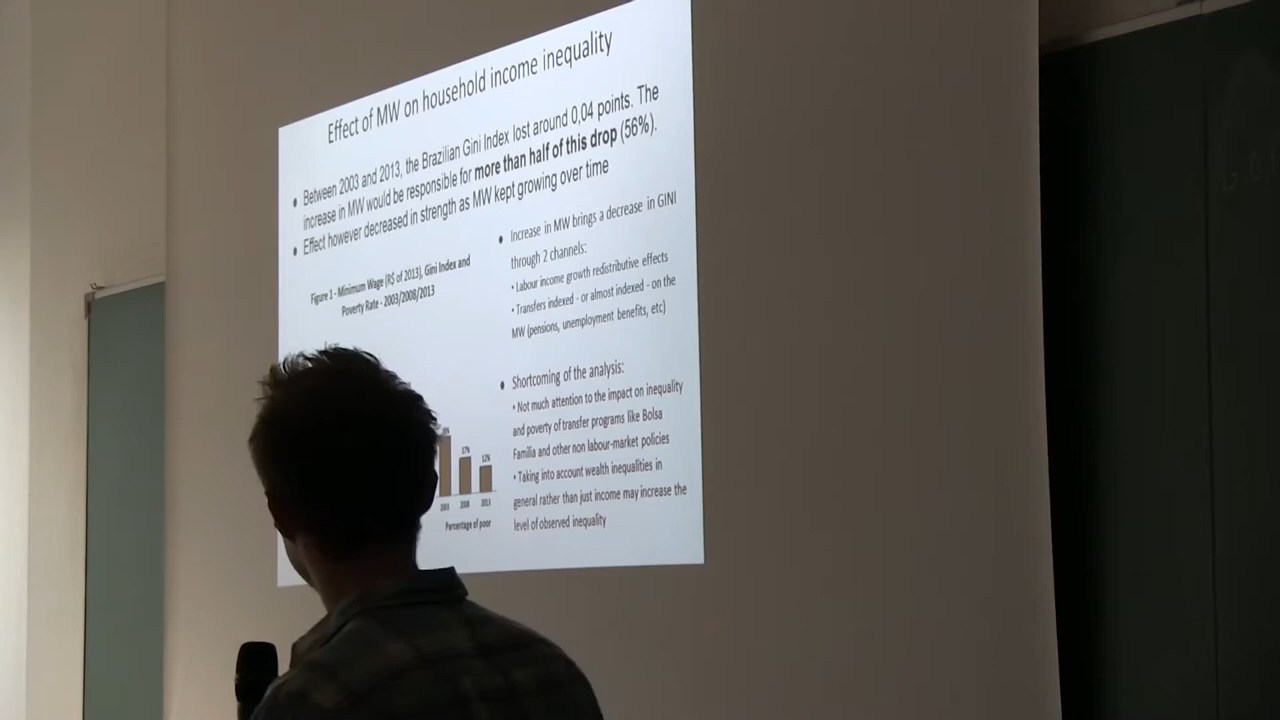 Effect of MW on household income inequality
• Between 2003 and 2013, the Brazilian Gini Index lost around 0,04 points. The
increase in MW would be responsible for more than half of this drop (56%).
• Effect however decreased in strength as MW kept growing over time
Figure 1 - Minimum Wage (R$ of 2013), Gini Index and
Poverty Rate - 2003/2008/2013
17%
12%
2003 2008 2013
Percentage of poor
• Increase in MW brings a decrease in GINI
through 2 channels:
• Labour income growth redistributive effects
• Transfers indexed - or almost indexed - on the
MW (pensions, unemployment benefits, etc)
• Shortcoming of the analysis:
• Not much attention to the impact on inequality
and poverty of transfer programs like Bolsa
Familia and other non labour-market policies
• Taking into account wealth inequalities in
general rather than just income may increase the
level of observed inequality